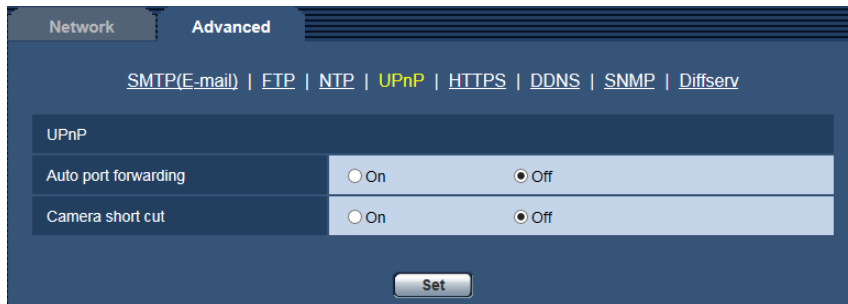 Network Advanced
SMTP(E-mail) | FTP | NTP | UPnP | HTTPS | DDNS | SNMP | Diffserv
UPnP
Auto port forwarding On Off
Camera short cut On Off
Set